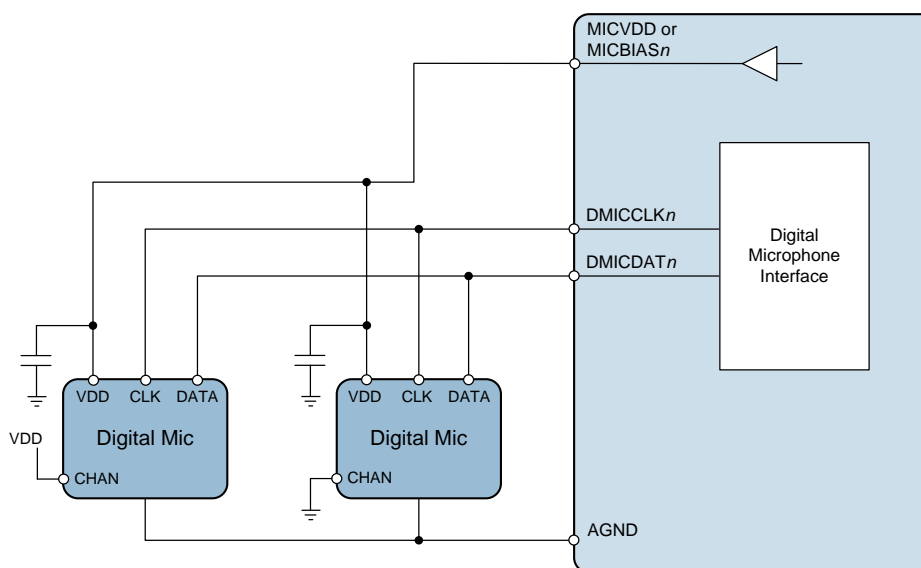 MICVDD or
MICBIASn
DMICCLKn
DMICDATn
Digital
Microphone
Interface
VDD CLK DATA
Digital Mic
VDD
CHAN
VDD CLK DATA
Digital Mic
CHAN
AGND